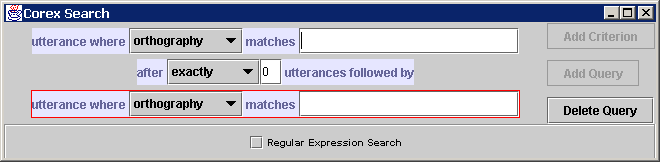 Corex Search
utterance where orthography matches Add Criterion
after exactly 0 utterances followed by Add Query
utterance where orthography matches Delete Query
Regular Expression Search